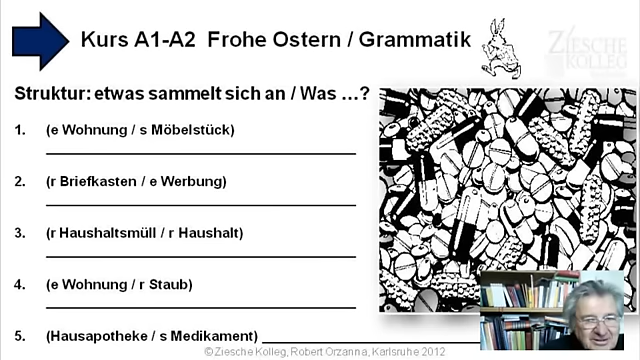 Kurs A1-A2 Frohe Ostern / Grammatik
ZIESCHE
KOLLEG
Struktur: etwas sammelt sich an / Was ...?
1. (e Wohnung / s Möbelstück)
2. (r Briefkasten / e Werbung)
3. (r Haushaltsmüll / r Haushalt)
4. (e Wohnung / r Staub)
5. (Hausapotheke / s Medikament)
©Ziesche Kolleg, Robert Orzanna, Karlsruhe 2012